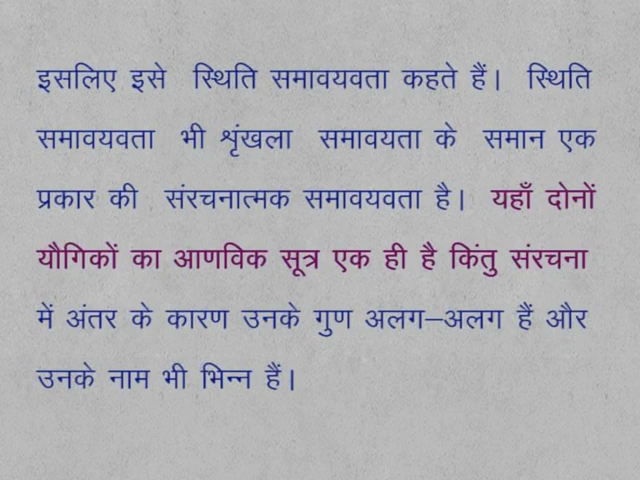 इसलिए इसे स्थिति समावयवता कहते हैं। स्थिति
समावयवता भी शृंखला समावयता के समान एक
प्रकार की संरचनात्मक समावयवता है। यहाँ दोनों
यौगिकों का आणविक सूत्र एक ही है किंतु संरचना
में अंतर के कारण उनके गुण अलग–अलग हैं और
उनके नाम भी भिन्न हैं।